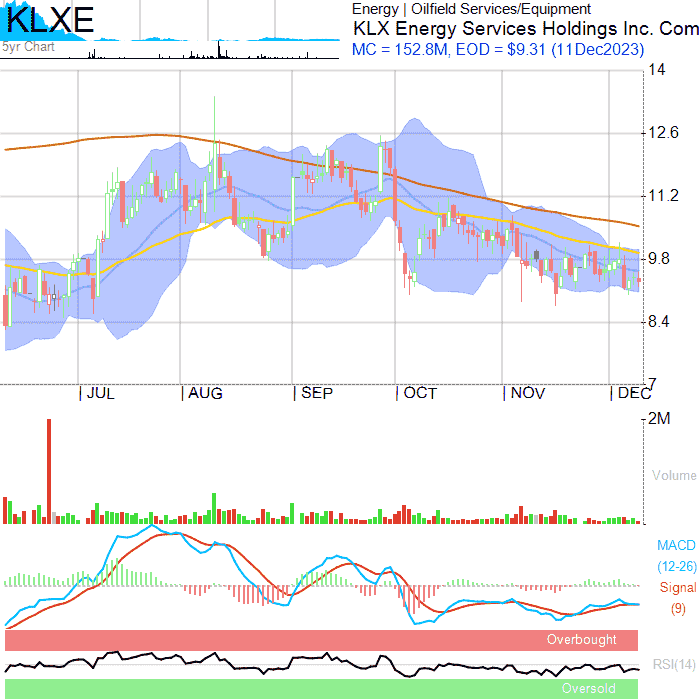 KLXE
5yr Chart
Energy | Oilfield Services/Equipment
KLX Energy Services Holdings Inc. Com
MC = 152.8M, EOD = $9.31 (11Dec2023)
14
12.6
11.2
9.8
8.4
7
JUL
AUG
SEP
OCT
NOV
DEC
2M
Volume
MACD
(12-26)
Signal
(9)
Overbought
RSI(14)
Oversold